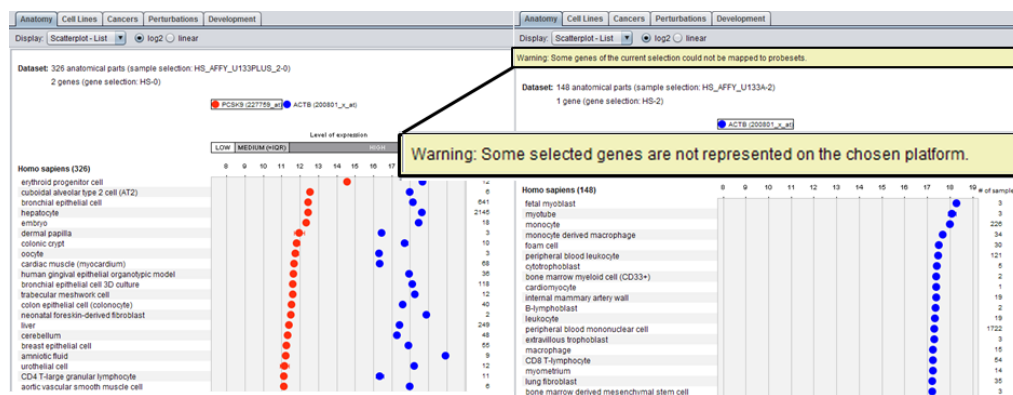 Anatomy Cell Lines Cancers Perturbations Development
Display: Scatterplot - List log2 linear
Dataset: 326 anatomical parts (sample selection: HS_AFFY_U133PLUS_2-0)
2 genes (gene selection: HS-0)
PCSK9 (227759_at) ACTB (200801_x_at)
Level of expression
LOW MEDIUM (=IQR) HIGH
Homo sapiens (326) 8 9 10 11 12 13 14 15 16 17
erythroid progenitor cell 12
cuboidal alveolar type 2 cell (AT2) 6
bronchial epithelial cell 641
hepatocyte 2146
embryo 18
dermal papilla 3
colonic crypt 10
oocyte 3
cardiac muscle (myocardium) 68
human gingival epithelial organotypic model 36
bronchial epithelial cell 3D culture 118
trabecular meshwork cell 12
colon epithelial cell (colonocyte) 40
neonatal foreskin-derived fibroblast 2
liver 249
cerebellum 48
breast epithelial cell 55
amniotic fluid 9
urothelial cell 12
CD4 T-large granular lymphocyte 11
aortic vascular smooth muscle cell 6
Anatomy Cell Lines Cancers Perturbations Development
Display: Scatterplot - List log2 linear
Warning: Some genes of the current selection could not be mapped to probesets.
Dataset: 148 anatomical parts (sample selection: HS_AFFY_U133A-2)
1 gene (gene selection: HS-2)
ACTB (200801_x_at)
Warning: Some selected genes are not represented on the chosen platform.
Homo sapiens (148) 8 9 10 11 12 13 14 15 16 17 18 19 # of sample
fetal myoblast 3
myotube 3
monocyte 226
monocyte derived macrophage 34
foam cell 30
peripheral blood leukocyte 121
cytotrophoblast 5
bone marrow myeloid cell (CD33+) 2
cardiomyocyte 1
internal mammary artery wall 19
B-lymphoblast 2
leukocyte 19
peripheral blood mononuclear cell 1722
extravillous trophoblast 3
macrophage 15
CD8 T-lymphocyte 54
myometrium 14
lung fibroblast 36
bone marrow derived mesenchymal stem cell 3